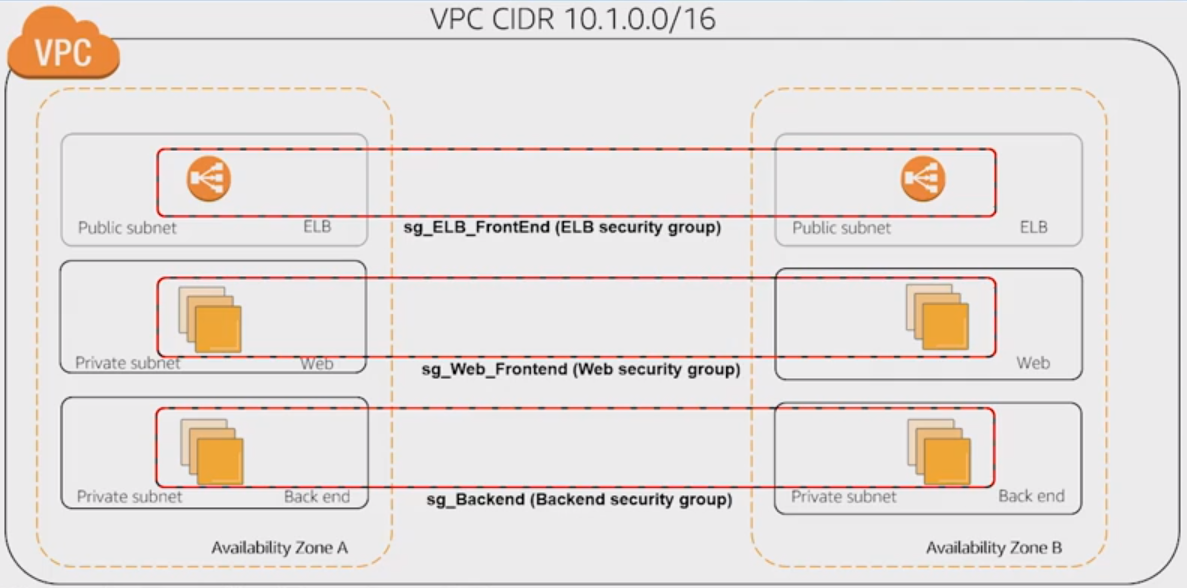 VPC CIDR 10.1.0.0/16
VPC
Public subnet
ELB
sg_ELB_FrontEnd (ELB security group)
Public subnet
ELB
Private subnet
Web
sg_Web_Frontend (Web security group)
Web
Private subnet
Back end
sg_Backend (Backend security group)
Private subnet
Back end
Availability Zone A
Availability Zone B